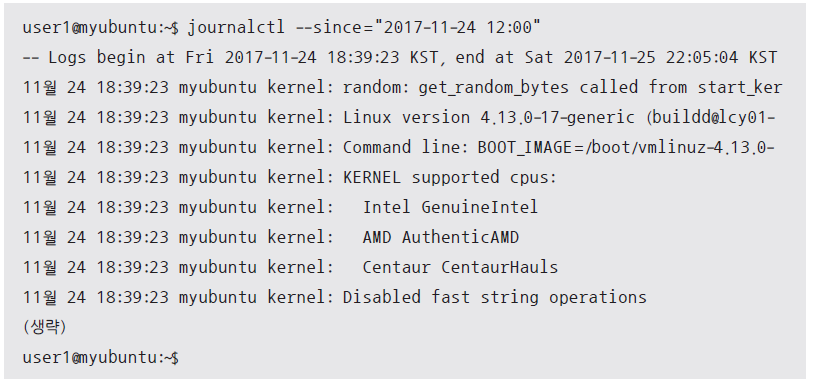 user1@myubuntu:~$ journalctl --since="2017-11-24 12:00"
-- Logs begin at Fri 2017-11-24 18:39:23 KST, end at Sat 2017-11-25 22:05:04 KST
11월 24 18:39:23 myubuntu kernel: random: get_random_bytes called from start_ker
11월 24 18:39:23 myubuntu kernel: Linux version 4.13.0-17-generic (buildd@lcy01-
11월 24 18:39:23 myubuntu kernel: Command line: BOOT_IMAGE=/boot/vmlinuz-4.13.0-
11월 24 18:39:23 myubuntu kernel: KERNEL supported cpus:
11월 24 18:39:23 myubuntu kernel:   Intel GenuineIntel
11월 24 18:39:23 myubuntu kernel:   AMD AuthenticAMD
11월 24 18:39:23 myubuntu kernel:   Centaur CentaurHauls
11월 24 18:39:23 myubuntu kernel: Disabled fast string operations
(생략)
user1@myubuntu:~$